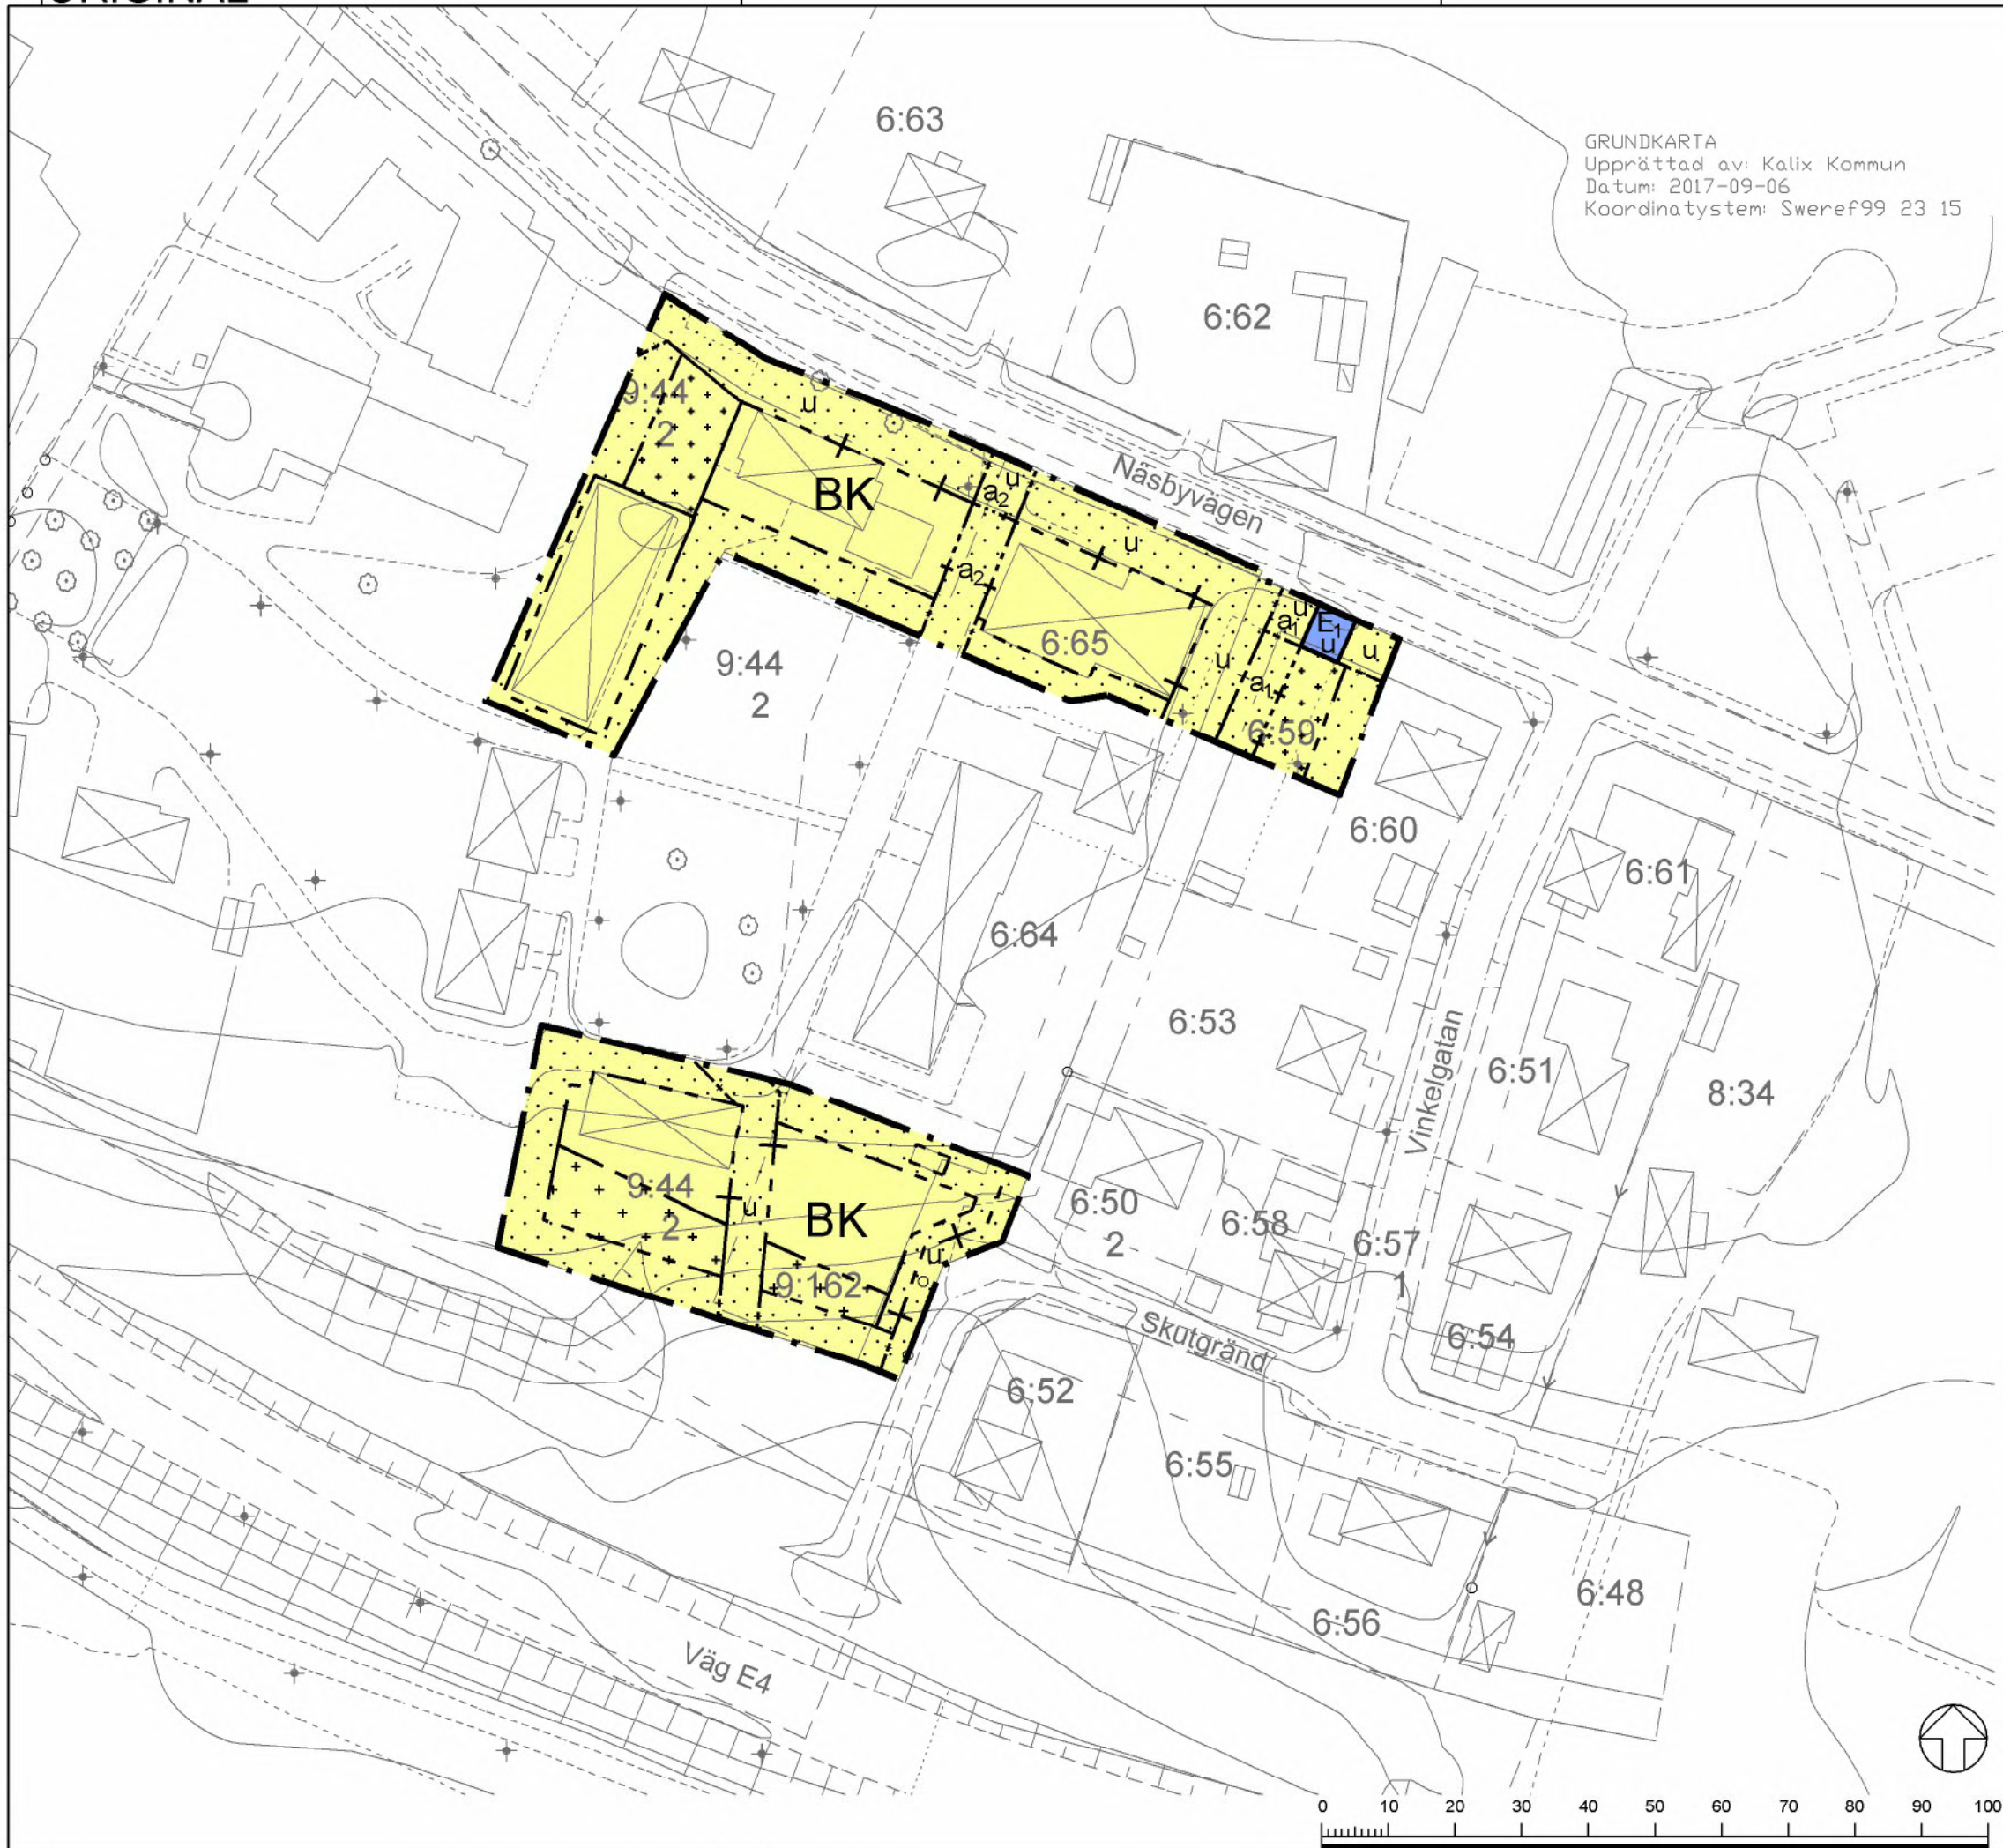 6:63
GRUNDKARTA
Upprättad av: Kalix Kommun
Datum: 2017-09-06
Koordinatystem: Sweref99 23 15
6:62
9:44
2
u
BK
a2
u
Näsbyvägen
u
a2
6:65
u
a1
E1
u
u
u
a1
6:59
9:44
2
6:60
6:61
6:64
6:53
Vinkelgatan
6:51
8:34
9:44
2
u
BK
u
9:162
6:50
2
6:58
6:57
1
6:54
Skutgränd
6:52
6:55
6:56
6:48
Väg E4
0 10 20 30 40 50 60 70 80 90 100